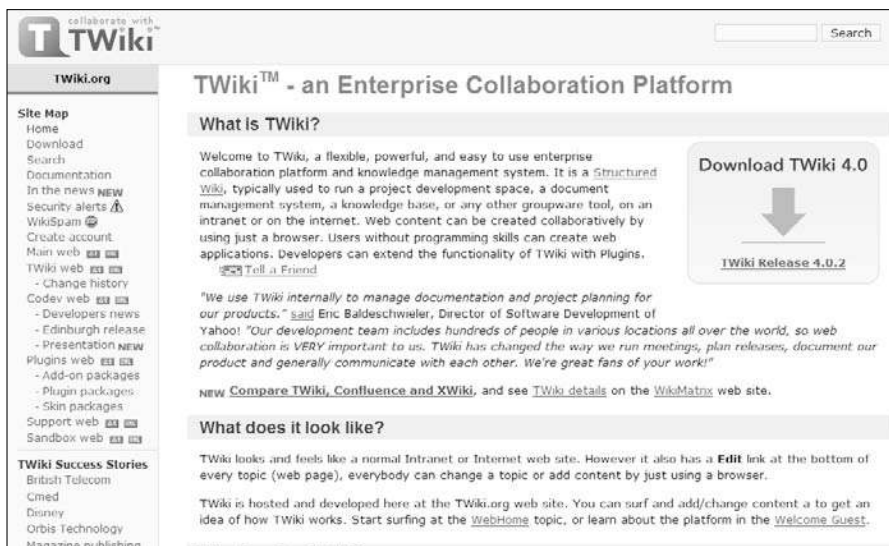 collaborate with
TWiki™
Search
TWiki.org
Site Map
Home
Download
Search
Documentation
In the news NEW
Security alerts
WikiSpam
Create account
Main web
TWiki web
- Change history
Codev web
- Developers news
- Edinburgh release
- Presentation NEW
Plugins web
- Add-on packages
- Plugin packages
- Skin packages
Support web
Sandbox web
TWiki Success Stories
British Telecom
Cmed
Disney
Orbis Technology
Magazine publishing
TWiki™ - an Enterprise Collaboration Platform
What is TWiki?
Welcome to TWiki, a flexible, powerful, and easy to use enterprise
collaboration platform and knowledge management system. It is a Structured
Wiki, typically used to run a project development space, a document
management system, a knowledge base, or any other groupware tool, on an
intranet or on the internet. Web content can be created collaboratively by
using just a browser. Users without programming skills can create web
applications. Developers can extend the functionality of TWiki with Plugins.
Tell a Friend
Download TWiki 4.0
TWiki Release 4.0.2
"We use TWiki internally to manage documentation and project planning for
our products." said Eric Baldeschwieler, Director of Software Development of
Yahoo! "Our development team includes hundreds of people in various locations all over the world, so web
collaboration is VERY important to us. TWiki has changed the way we run meetings, plan releases, document our
product and generally communicate with each other. We're great fans of your work!"
NEW Compare TWiki, Confluence and XWiki, and see TWiki details on the WikiMatrix web site.
What does it look like?
TWiki looks and feels like a normal Intranet or Internet web site. However it also has a Edit link at the bottom of
every topic (web page), everybody can change a topic or add content by just using a browser.
TWiki is hosted and developed here at the TWiki.org web site. You can surf and add/change content a to get an
idea of how TWiki works. Start surfing at the WebHome topic, or learn about the platform in the Welcome Guest.